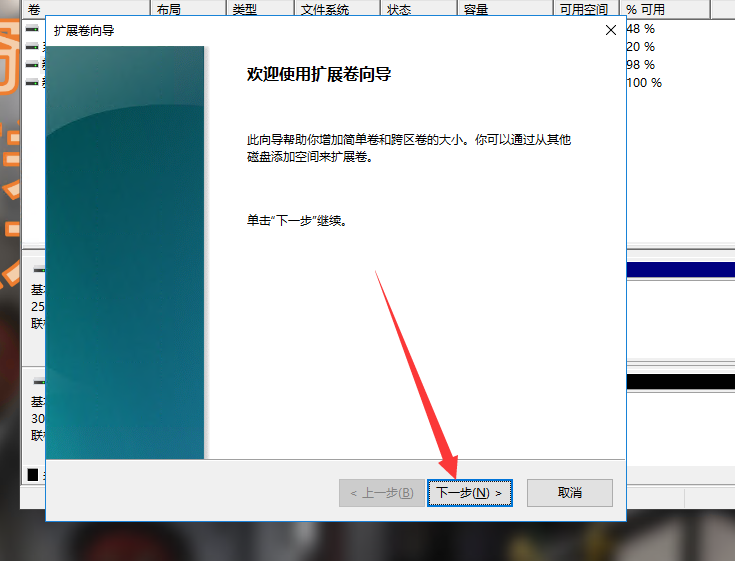 卷 布局 类型 文件系统 状态 容量 可用空间 % 可用
扩展卷向导
48 %
20 %
98 %
100 %
欢迎使用扩展卷向导
此向导帮助你增加简单卷和跨区卷的大小。你可以通过从其他
磁盘添加空间来扩展卷。
单击“下一步”继续。
基
25
联
基
30
联
< 上一步(B) 下一步(N) > 取消